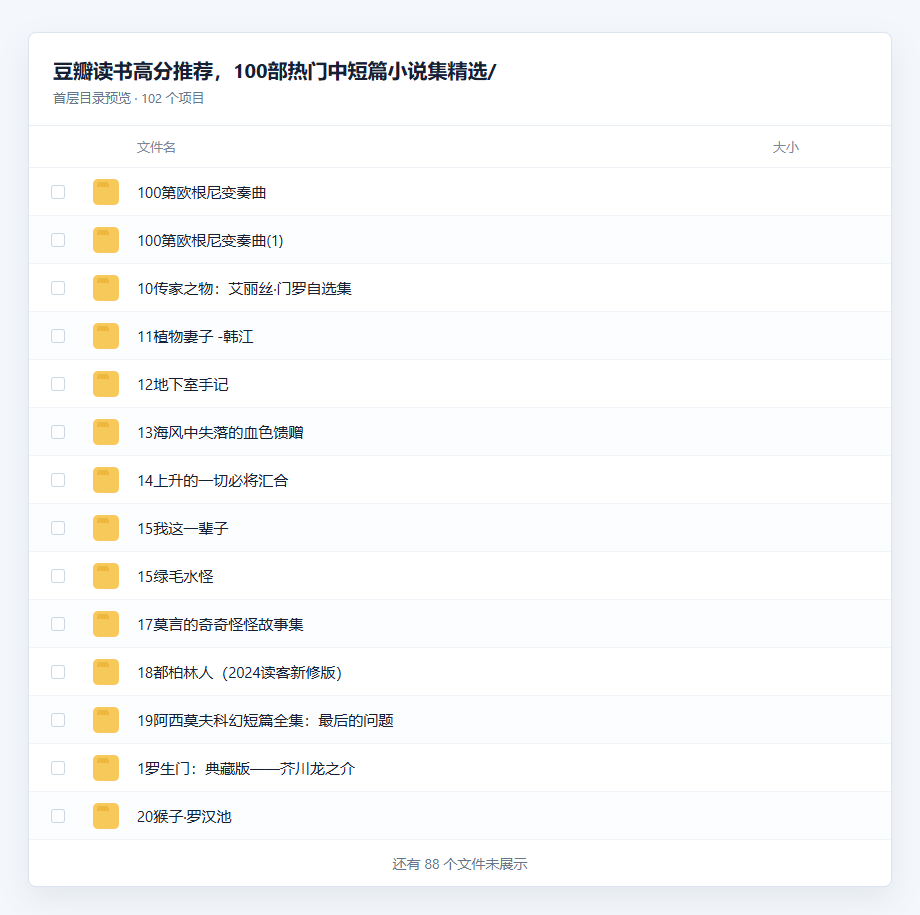 豆瓣读书高分推荐，100部热门中短篇小说集精选/
首层目录预览 · 102 个项目
文件名 大小
100第欧根尼变奏曲
100第欧根尼变奏曲(1)
10传家之物：艾丽丝·门罗自选集
11植物妻子 -韩江
12地下室手记
13海风中失落的血色馈赠
14上升的一切必将汇合
15我这一辈子
15绿毛水怪
17莫言的奇奇怪怪故事集
18都柏林人（2024读客新修版）
19阿西莫夫科幻短篇全集：最后的问题
1罗生门：典藏版——芥川龙之介
20猴子·罗汉池
还有 88 个文件未展示